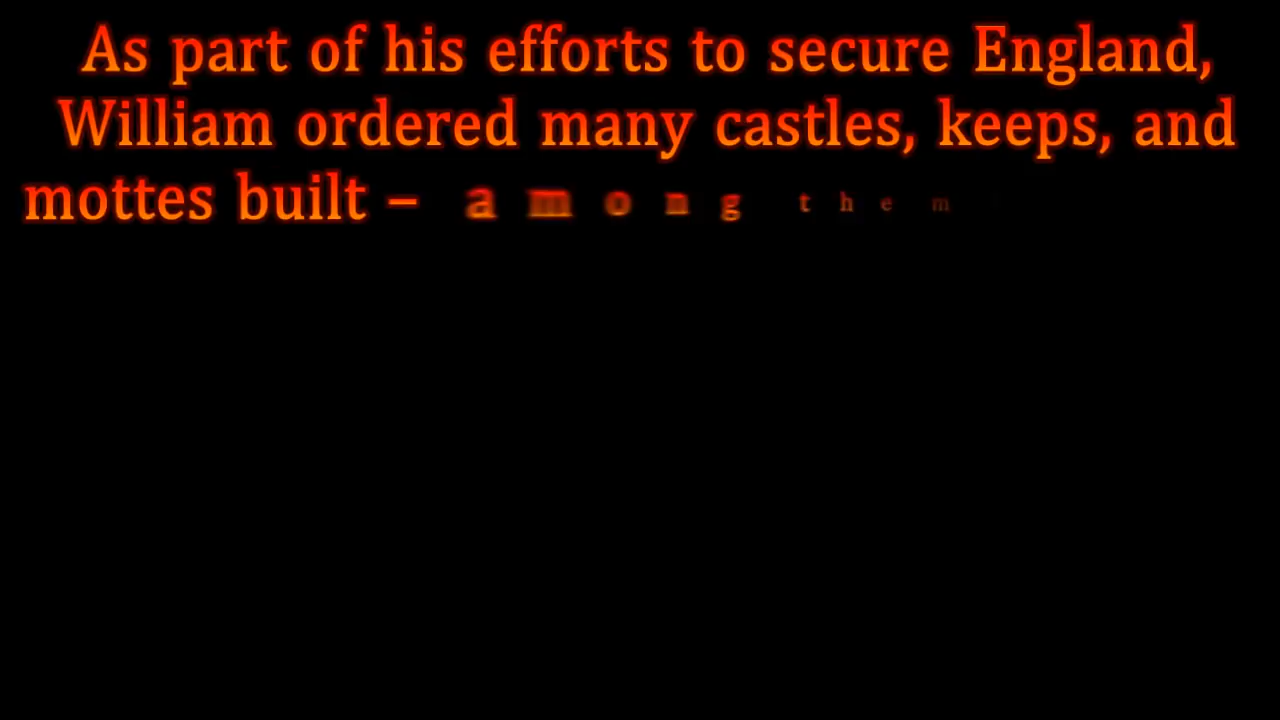 As part of his efforts to secure England,
William ordered many castles, keeps, and
mottes built – among them